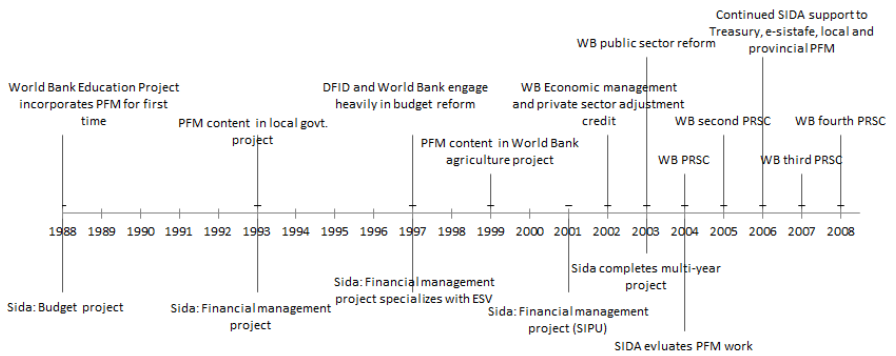 Continued SIDA support to
Treasury, e-sistafe, local and
provincial PFM
WB public sector reform
World Bank Education Project
incorporates PFM for first
time
DFID and World Bank engage
heavily in budget reform
WB Economic management
and private sector adjustment
credit
PFM content in local govt.
project
PFM content in World Bank
agriculture project
WB second PRSC
WB fourth PRSC
WB PRSC
WB third PRSC
1988 1989 1990 1991 1992 1993 1994 1995 1996 1997 1998 1999 2000 2001 2002 2003 2004 2005 2006 2007 2008
Sida: Budget project
Sida: Financial management
project
Sida: Financial management
project specializes with ESV
Sida: Financial management
project (SIPU)
Sida completes multi-year
project
SIDA evluates PFM work